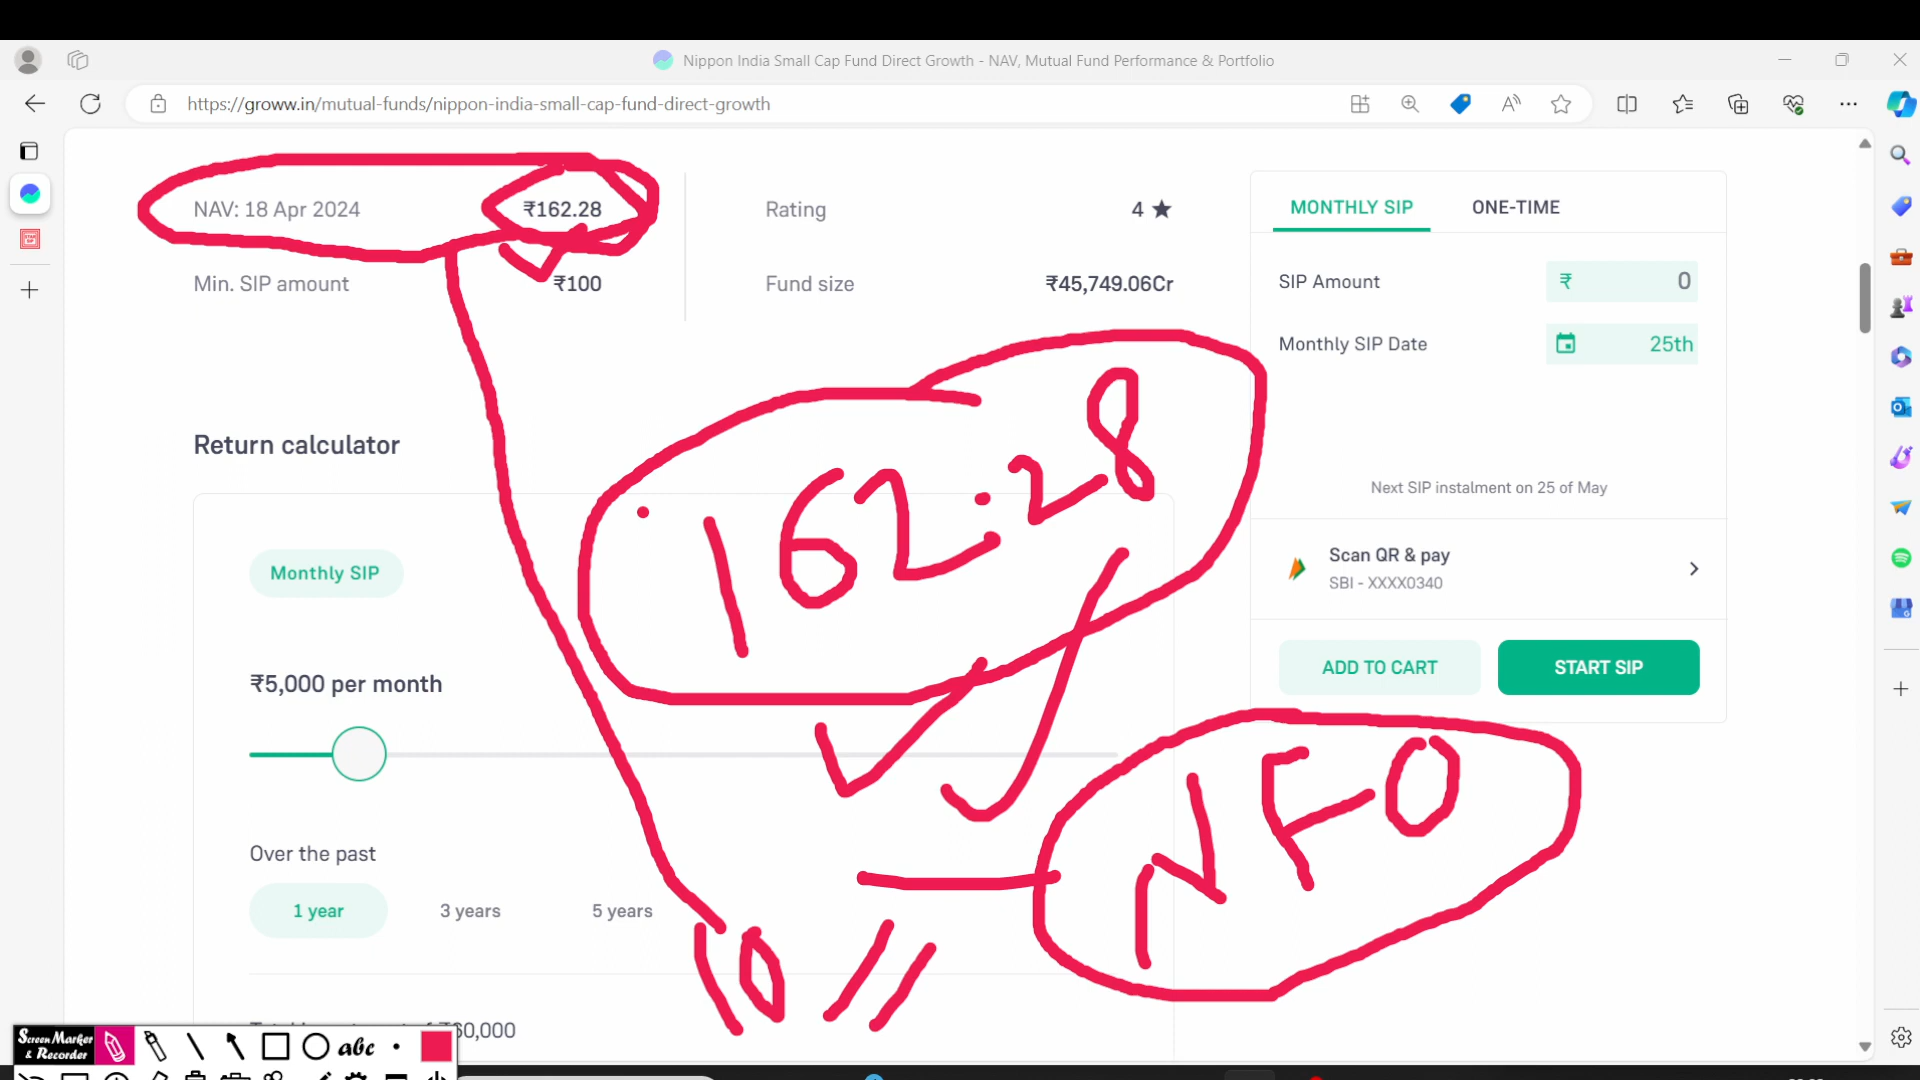 Nippon India Small Cap Fund Direct Growth - NAV, Mutual Fund Performance & Portfolio
https://groww.in/mutual-funds/nippon-india-small-cap-fund-direct-growth
NAV: 18 Apr 2024 ₹162.28
Min. SIP amount ₹100
Rating 4 ★
Fund size ₹45,749.06Cr
MONTHLY SIP ONE-TIME
SIP Amount ₹ 0
Monthly SIP Date 25th
Next SIP instalment on 25 of May
Scan QR & pay
SBI - XXXX0340
ADD TO CART START SIP
Return calculator
Monthly SIP
₹5,000 per month
Over the past
1 year 3 years 5 years
162.28
NFO
10 //
Screen Marker
& Recorder
abc